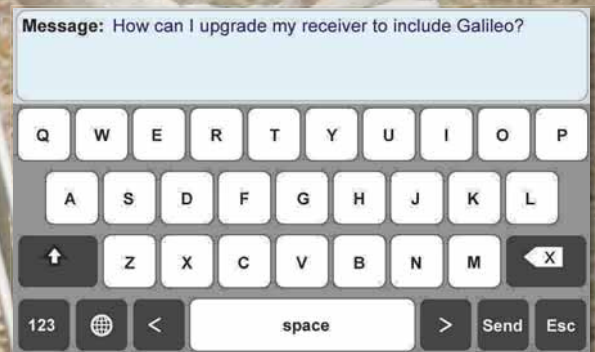 Message: How can I upgrade my receiver to include Galileo?
Q W E R T Y U I O P
A S D F G H J K L
Z X C V B N M X
123 < space > Send Esc